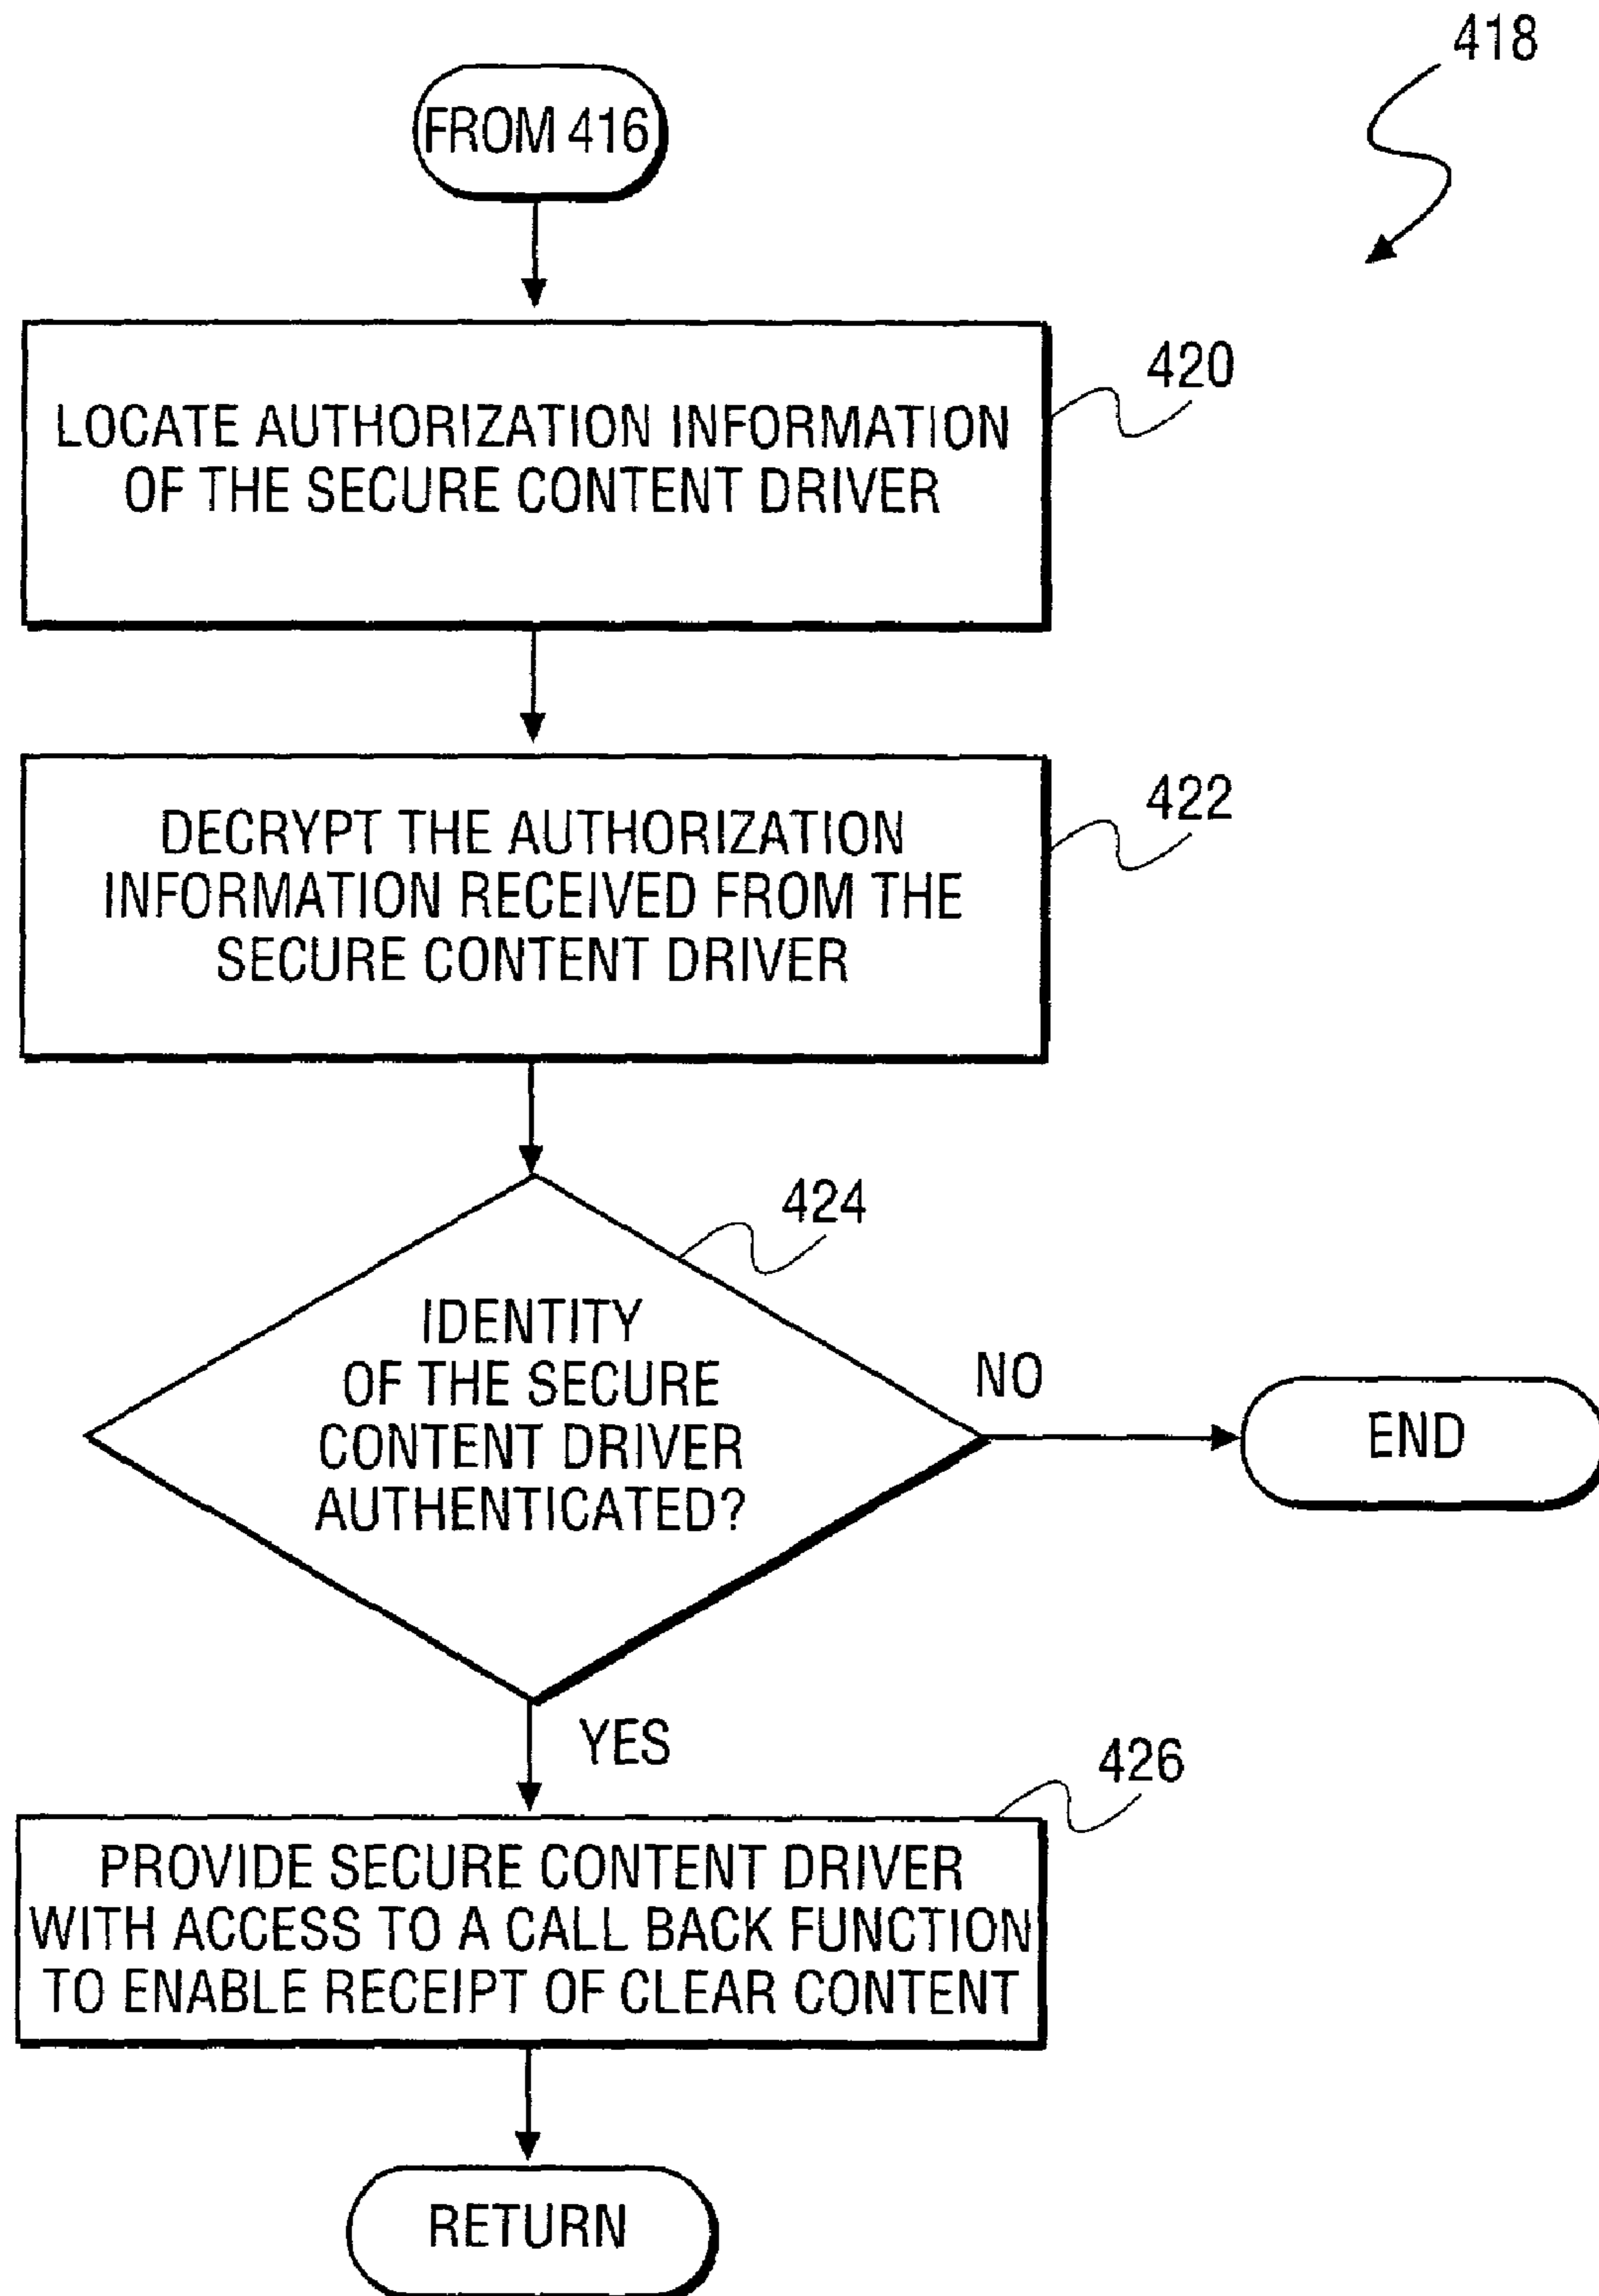 418
FROM 416
420
LOCATE AUTHORIZATION INFORMATION
OF THE SECURE CONTENT DRIVER
422
DECRYPT THE AUTHORIZATION
INFORMATION RECEIVED FROM THE
SECURE CONTENT DRIVER
424
IDENTITY
OF THE SECURE
CONTENT DRIVER
AUTHENTICATED?
NO
END
YES
426
PROVIDE SECURE CONTENT DRIVER
WITH ACCESS TO A CALL BACK FUNCTION
TO ENABLE RECEIPT OF CLEAR CONTENT
RETURN